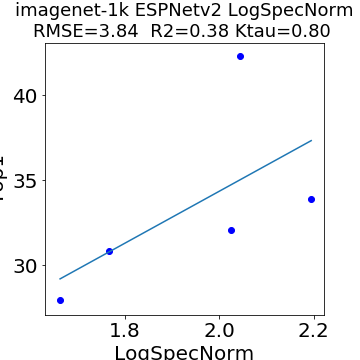 imagenet-1k ESPNetv2 LogSpecNorm
RMSE=3.84 R2=0.38 Ktau=0.80
40
35
30
1.8
2.0
2.2
LogSpecNorm